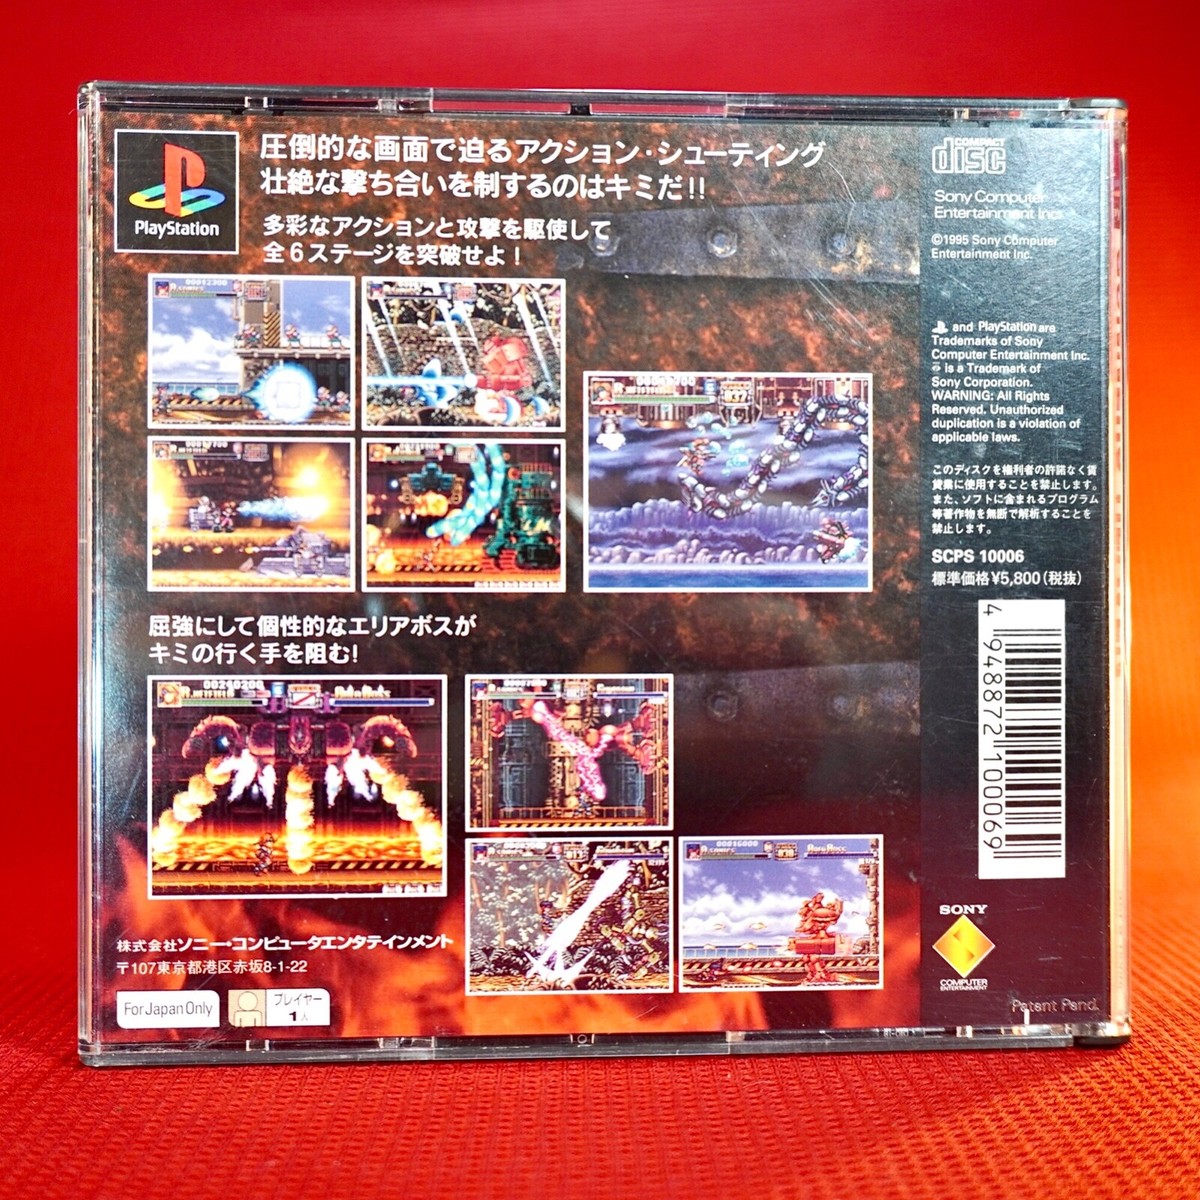 PlayStation
圧倒的な画面で迫るアクション・シューティング
壮絶な撃ち合いを制するのはキミだ!!
多彩なアクションと攻撃を駆使して
全6ステージを突破せよ!
屈強にして個性的なエリアボスが
キミの行く手を阻む!
株式会社ソニー・コンピュータエンタテインメント
〒107東京都港区赤坂8-1-22
For Japan Only
プレイヤー
1人
COMPACT
disc
Sony Computer
Entertainment Inc.
©1995 Sony Computer
Entertainment Inc.
and PlayStation are
Trademarks of Sony
Computer Entertainment Inc.
is a Trademark of
Sony Corporation.
WARNING: All Rights
Reserved. Unauthorized
duplication is a violation of
applicable laws.
このディスクを権利者の許諾なく賃
貸業に使用することを禁止します。
また、ソフトに含まれるプログラム
等著作物を無断で解析することを
禁止します。
SCPS 10006
標準価格¥5,800(税抜)
4 948872 100069
SONY
COMPUTER
ENTERTAINMENT
Patent Pend.